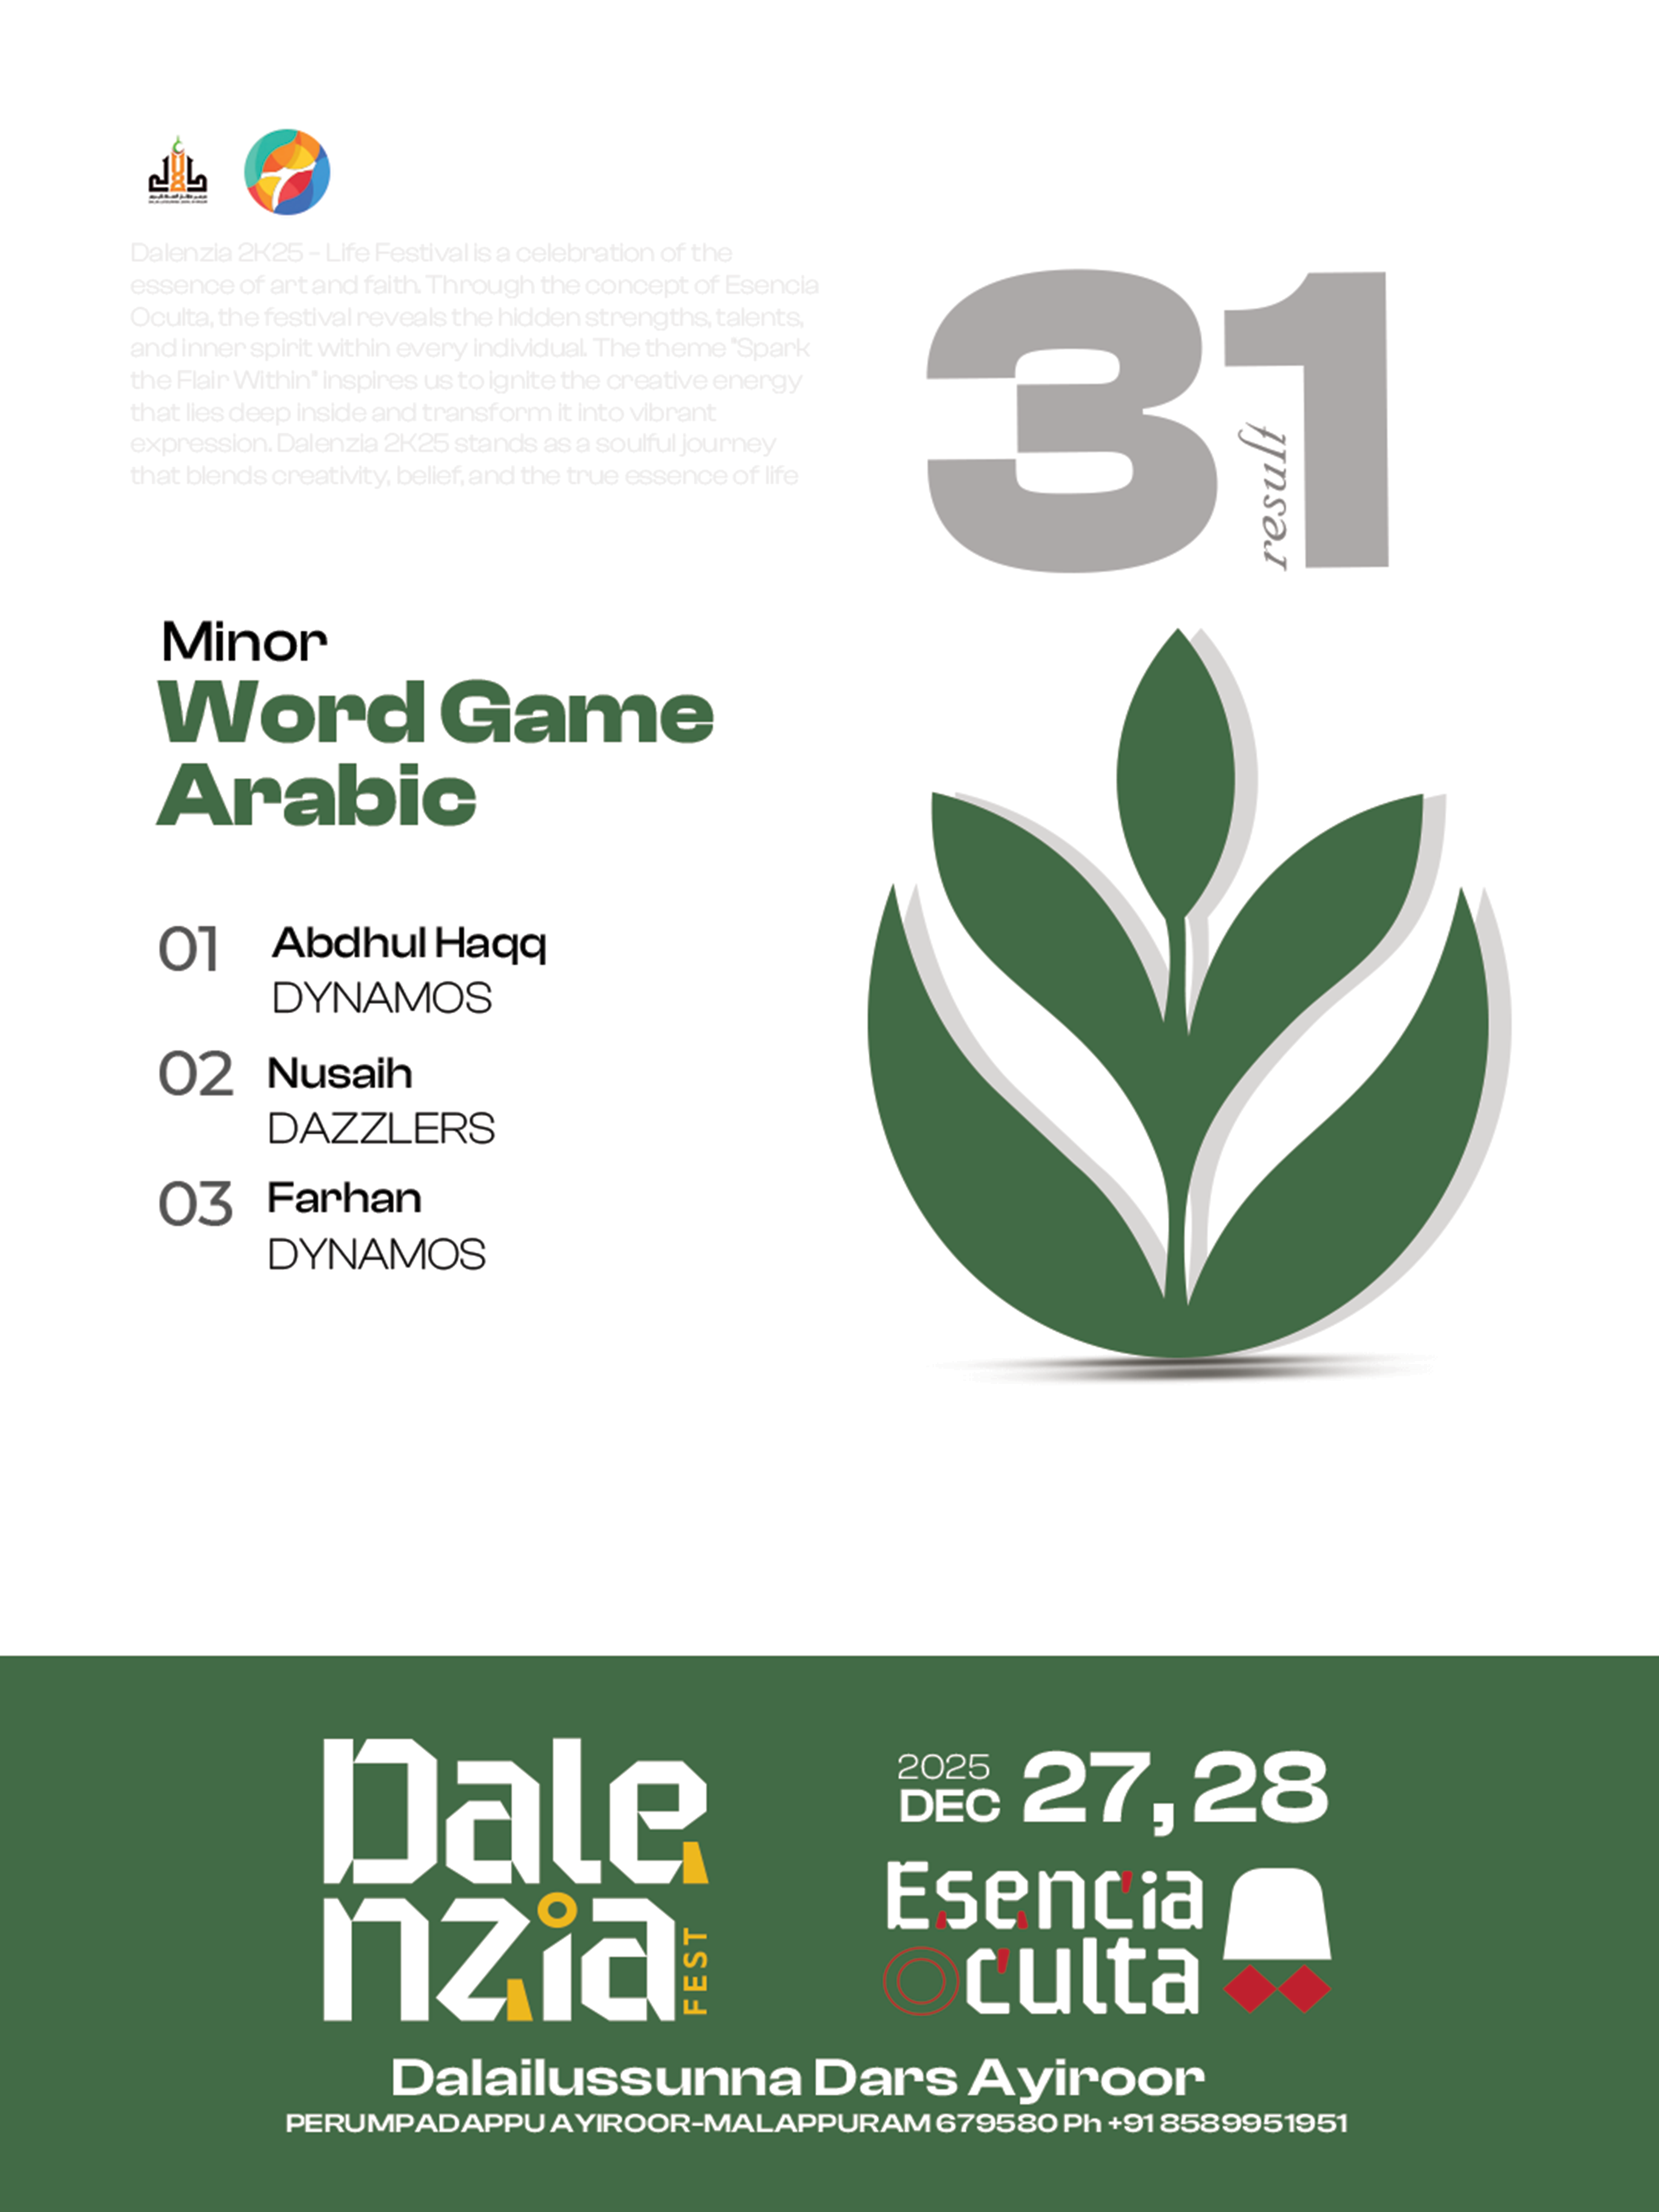 Dalenzia 2K25 - Life Festival is a celebration of the
essence of art and faith. Through the concept of Esencia
Oculta, the festival reveals the hidden strengths, talents,
and inner spirit within every individual. The theme "Spark
the Flair Within" inspires us to ignite the creative energy
that lies deep inside and transform it into vibrant
expression. Dalenzia 2K25 stands as a soulful journey
that blends creativity, belief, and the true essence of life
31
result
Minor
Word Game
Arabic
01 Abdhul Haqq
DYNAMOS
02 Nusaih
DAZZLERS
03 Farhan
DYNAMOS
Dale
nzia
FEST
2025
DEC 27, 28
Esencia
Oculta
Dalailussunna Dars Ayiroor
PERUMPADAPPU AYIROOR-MALAPPURAM 679580 Ph +91 8589951951